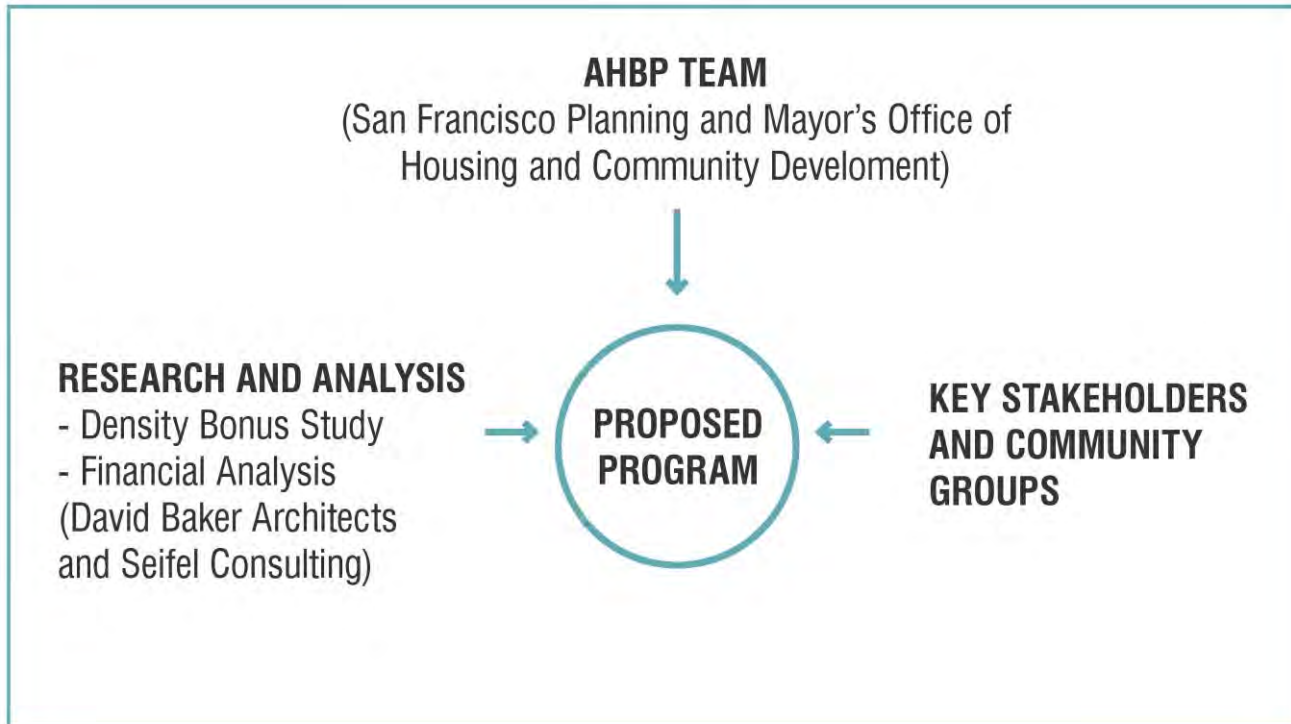 AHBP TEAM
(San Francisco Planning and Mayor's Office of
Housing and Community Develoment)
RESEARCH AND ANALYSIS
- Density Bonus Study
- Financial Analysis
(David Baker Architects
and Seifel Consulting)
PROPOSED
PROGRAM
KEY STAKEHOLDERS
AND COMMUNITY
GROUPS